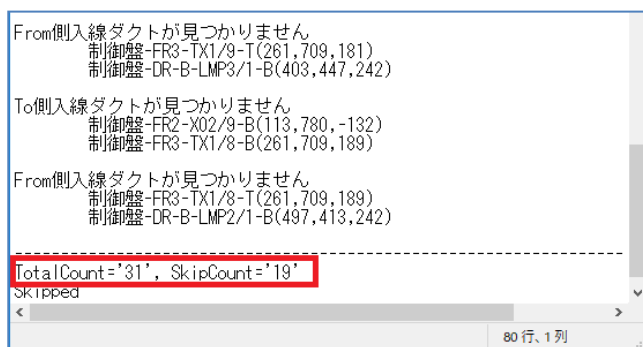 From側入線ダクトが見つかりません
制御盤-FR3-TX1/9-T(261,709,181)
制御盤-DR-B-LMP3/1-B(403,447,242)
To側入線ダクトが見つかりません
制御盤-FR2-X02/9-B(113,780,-132)
制御盤-FR3-TX1/8-B(261,709,189)
From側入線ダクトが見つかりません
制御盤-FR3-TX1/8-T(261,709,189)
制御盤-DR-B-LMP2/1-B(497,413,242)
--------------------------------------------------------------------------------
TotalCount='31', SkipCount='19'
Skipped
80 行、1 列